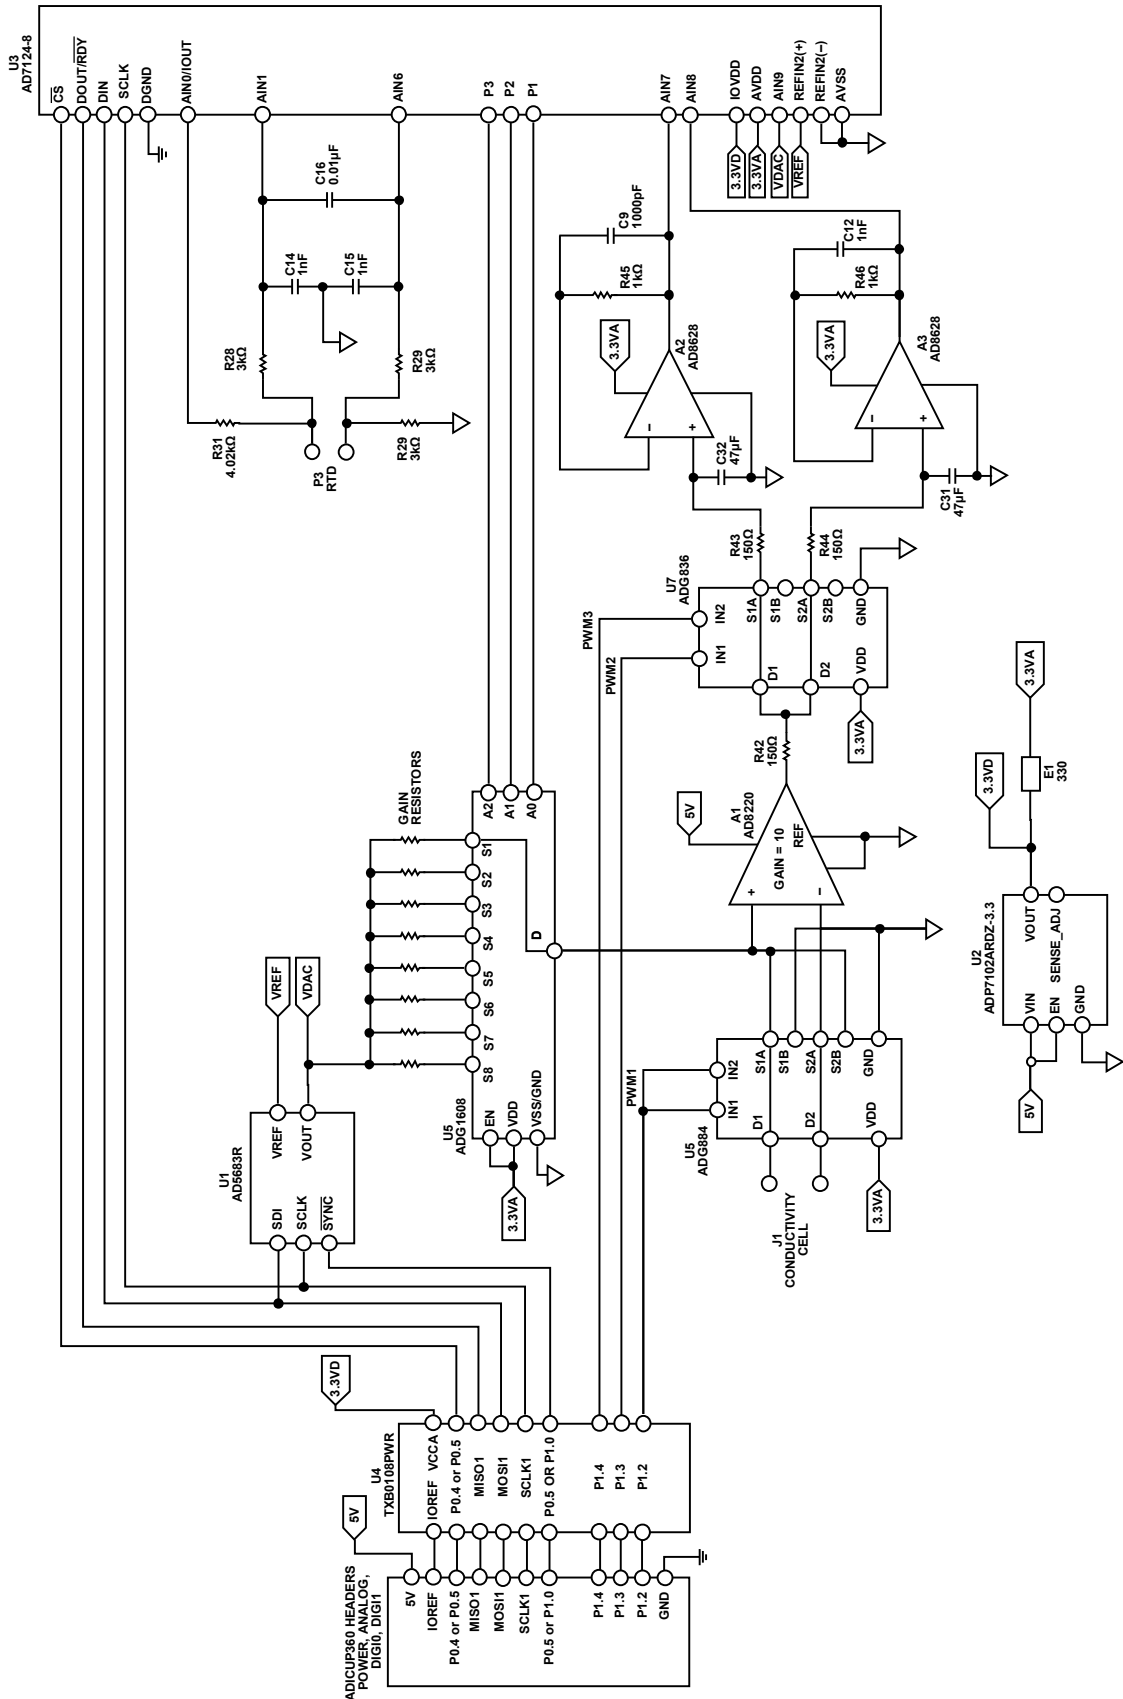 U3
AD7124-8
CS
DOUT/RDY
DIN
SCLK
DGND
AIN0/IOUT
AIN1
AIN6
P3
P2
P1
AIN7
AIN8
IOVDD
AVDD
AIN9
REFIN2(+)
REFIN2(–)
AVSS
3.3VD
3.3VA
VDAC
VREF
C16
0.01µF
C14
1nF
C15
1nF
R28
3kΩ
R29
3kΩ
R31
4.02kΩ
R29
3kΩ
P3
RTD
C9
1000pF
R45
1kΩ
3.3VA
A2
AD8628
–
+
C32
47µF
C12
1nF
R46
1kΩ
3.3VA
A3
AD8628
–
+
C31
47µF
R43
150Ω
R44
150Ω
U7
ADG836
PWM3
PWM2
IN2
IN1
S1A
S1B
S2A
S2B
GND
D1
D2
VDD
3.3VA
R42
150Ω
A1
AD8220
5V
GAIN = 10
REF
+
–
GAIN
RESISTORS
A2
A1
A0
S1
S2
S3
S4
S5
S6
S7
S8
D
EN
VDD
VSS/GND
U5
ADG1608
3.3VA
VREF
VDAC
U1
AD5683R
VREF
VOUT
SDI
SCLK
SYNC
PWM1
IN2
IN1
U5
ADG884
S1A
S1B
S2A
S2B
GND
D1
D2
VDD
3.3VA
J1
CONDUCTIVITY
CELL
3.3VA
3.3VD
E1
330
U2
ADP7102ARDZ-3.3
VOUT
SENSE_ADJ
VIN
EN
GND
5V
3.3VD
U4
TXB0108PWR
IOREF VCCA
P0.4 or P0.5
MISO1
MOSI1
SCLK1
P0.5 OR P1.0
P1.4
P1.3
P1.2
5V
ADICUP360 HEADERS
POWER, ANALOG,
DIGI0, DIGI1
5V
IOREF
P0.4 or P0.5
MISO1
MOSI1
SCLK1
P0.5 or P1.0
P1.4
P1.3
P1.2
GND